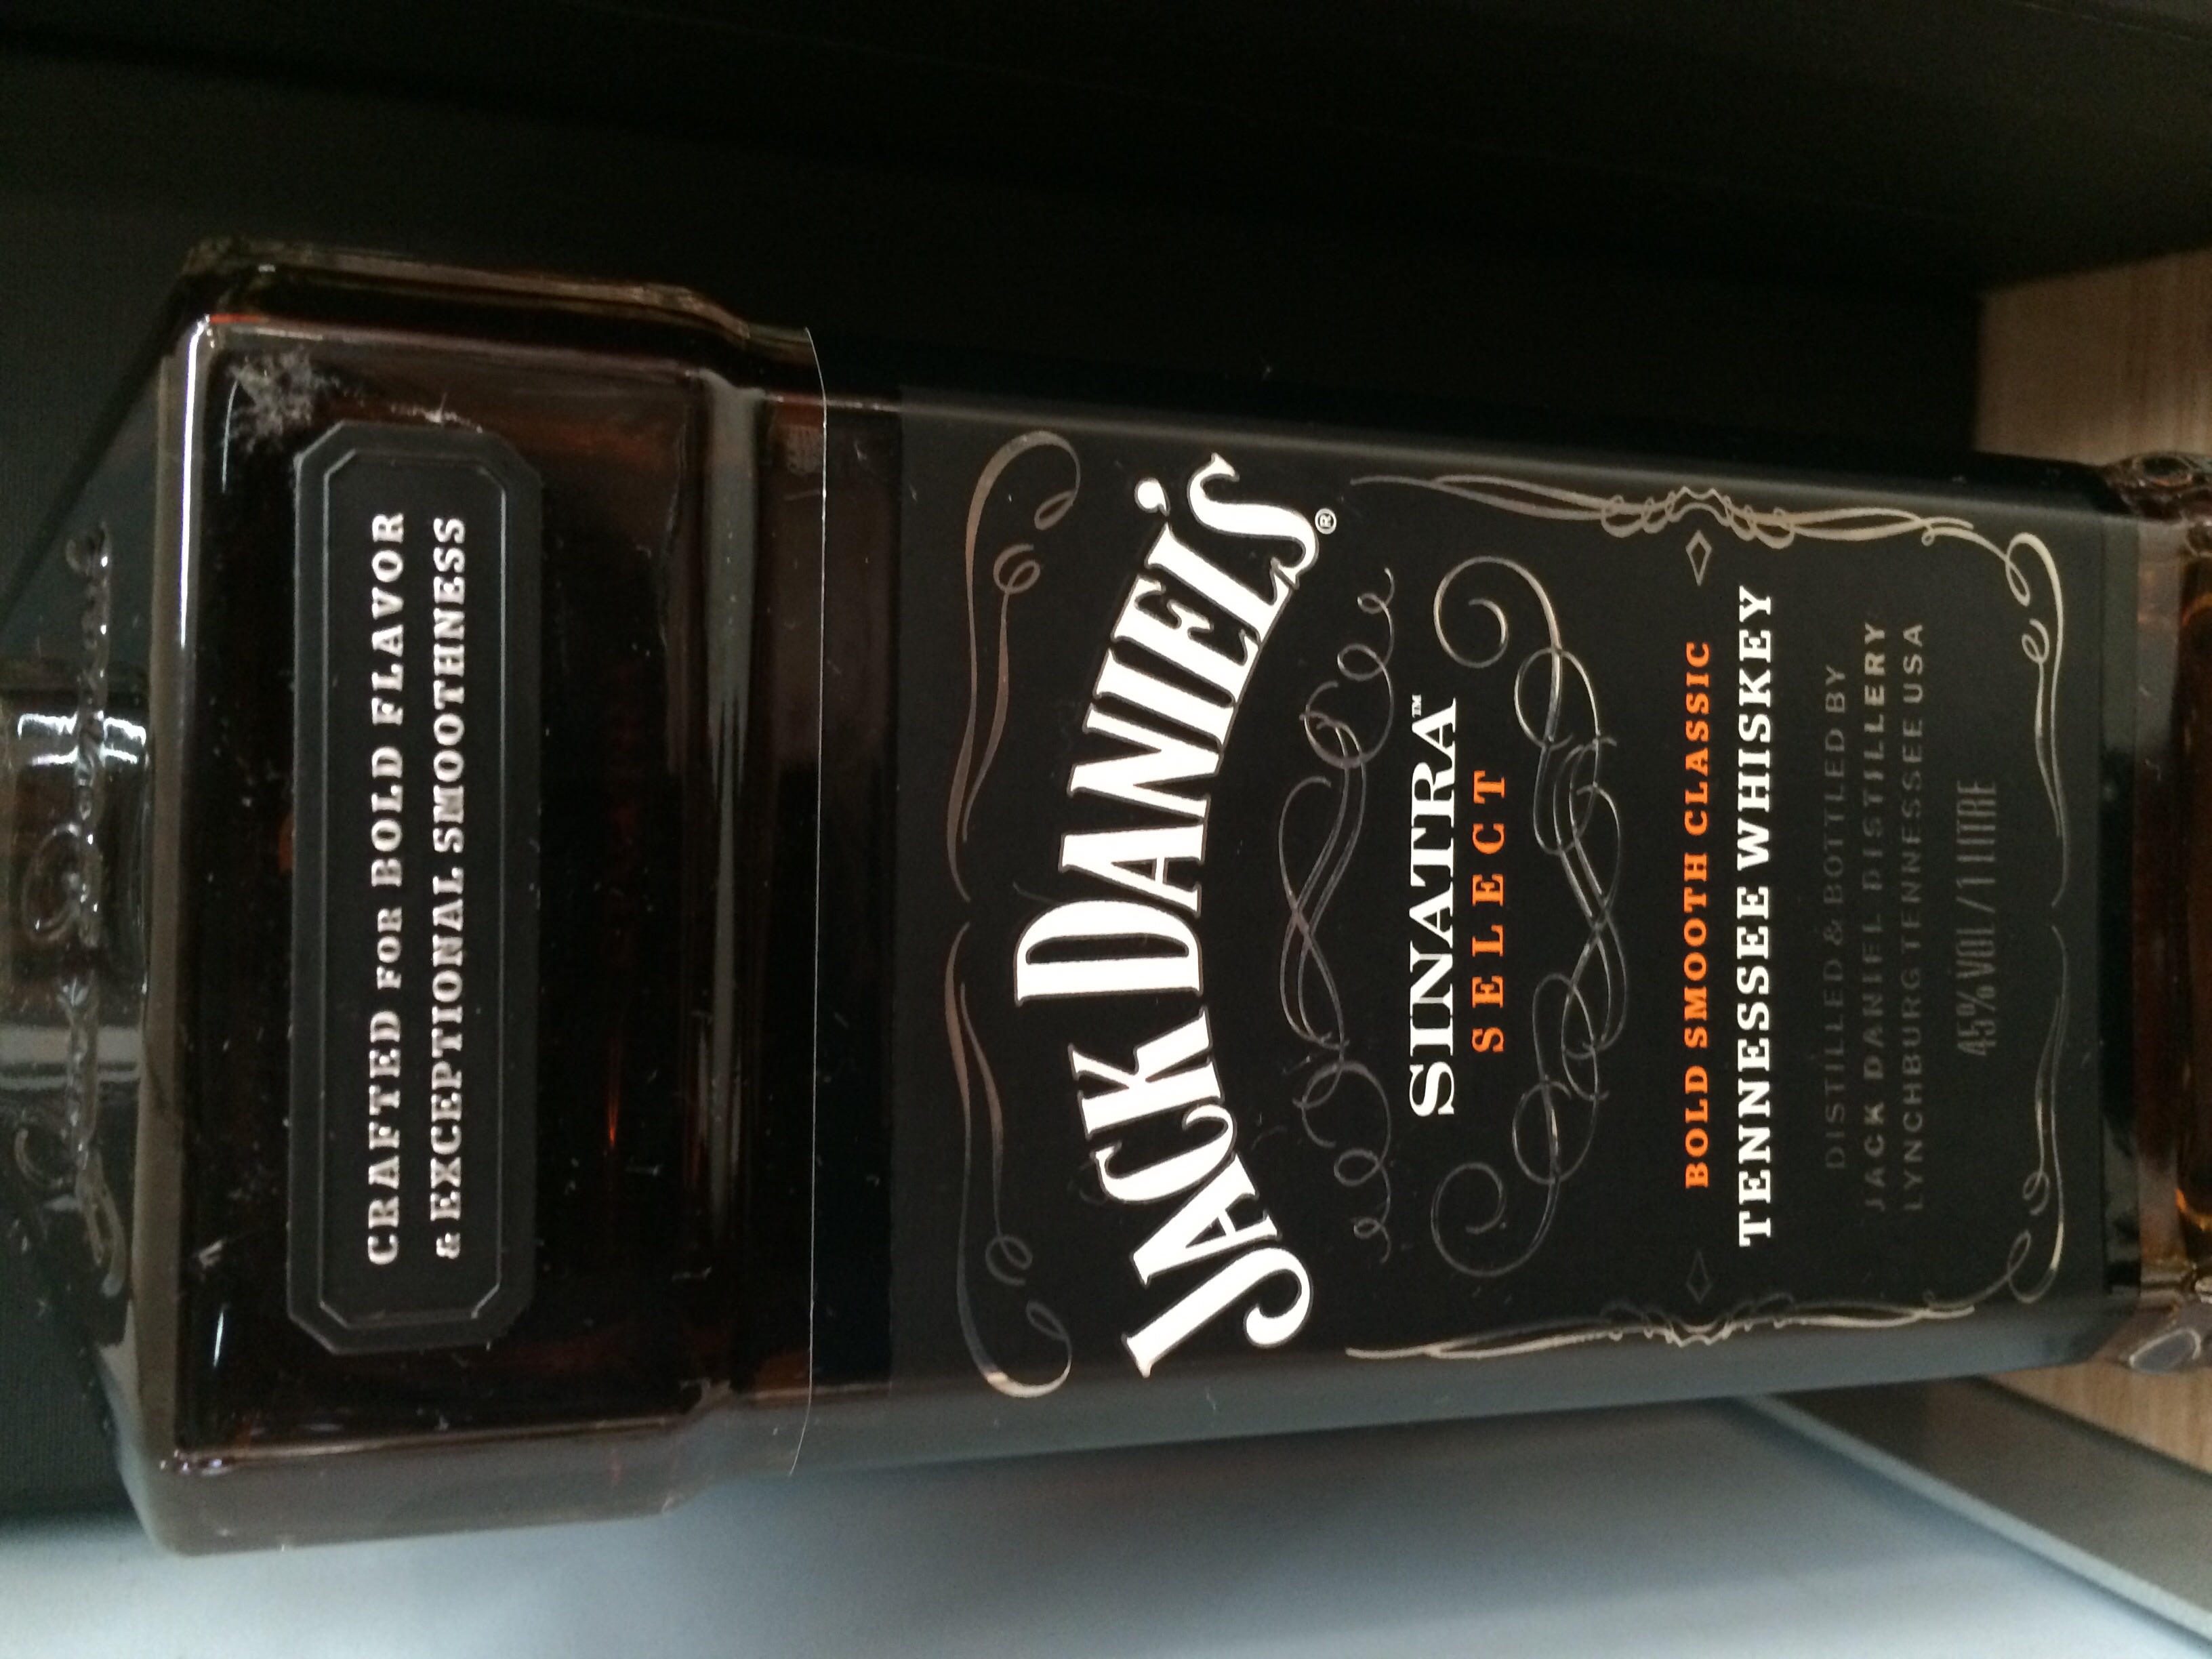 CRAFTED FOR BOLD FLAVOR
& EXCEPTIONAL SMOOTHNESS
JACK DANIEL'S®
SINATRA™
SELECT
BOLD SMOOTH CLASSIC
TENNESSEE WHISKEY
DISTILLED & BOTTLED BY
JACK DANIEL DISTILLERY
LYNCHBURG TENNESSEE USA
45% VOL / 1 LITRE